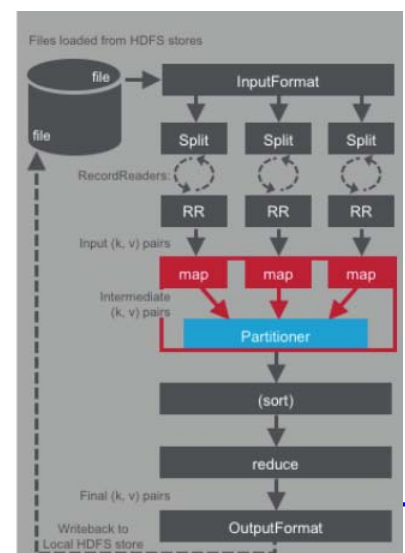 Files loaded from HDFS stores
file
InputFormat
file
Split Split Split
RecordReaders:
RR RR RR
Input (k, v) pairs
map map map
Intermediate
(k, v) pairs
Partitioner
(sort)
reduce
Final (k, v) pairs
Writeback to
Local HDFS store
OutputFormat